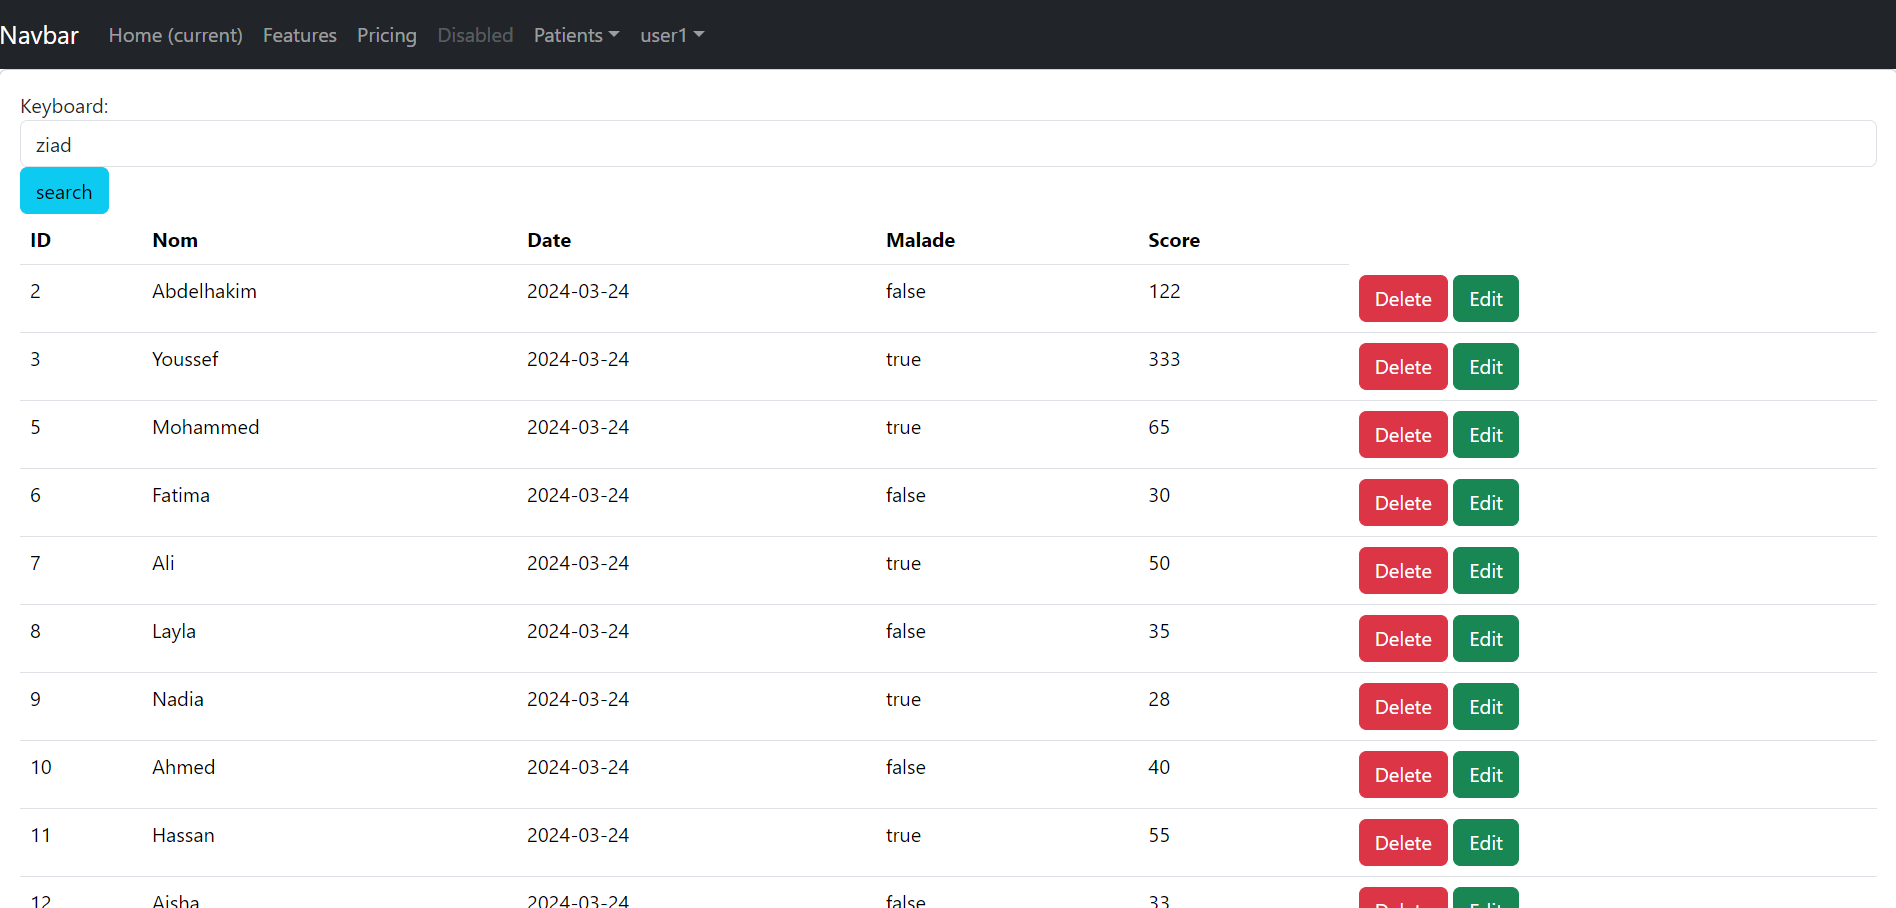 Navbar Home (current) Features Pricing Disabled Patients user1
Keyboard:
ziad
search
ID Nom Date Malade Score
2 Abdelhakim 2024-03-24 false 122 Delete Edit
3 Youssef 2024-03-24 true 333 Delete Edit
5 Mohammed 2024-03-24 true 65 Delete Edit
6 Fatima 2024-03-24 false 30 Delete Edit
7 Ali 2024-03-24 true 50 Delete Edit
8 Layla 2024-03-24 false 35 Delete Edit
9 Nadia 2024-03-24 true 28 Delete Edit
10 Ahmed 2024-03-24 false 40 Delete Edit
11 Hassan 2024-03-24 true 55 Delete Edit
12 Aisha 2024-03-24 false 33 Delete Edit